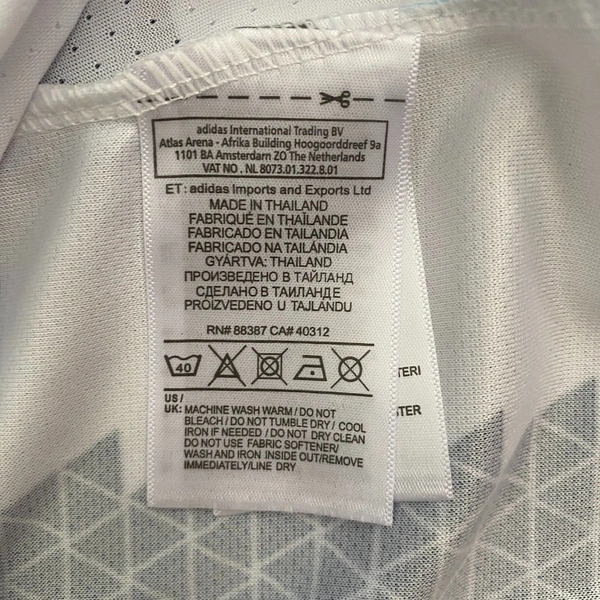 adidas International Trading BV
Atlas Arena - Afrika Building Hoogoorddreef 9a
1101 BA Amsterdam ZO The Netherlands
VAT NO. NL 8073.01.322.8.01
ET: adidas Imports and Exports Ltd
MADE IN THAILAND
FABRIQUÉ EN THAÏLANDE
FABRICADO EN TAILANDIA
FABRICADO NA TAILÂNDIA
GYÁRTVA: THAILAND
ПРОИЗВЕДЕНО В ТАЙЛАНД
СДЕЛАНО В ТАИЛАНДЕ
PROIZVEDENO U TAJLANDU
RN# 88387 CA# 40312
40
US /
UK: MACHINE WASH WARM / DO NOT
BLEACH / DO NOT TUMBLE DRY / COOL
IRON IF NEEDED / DO NOT DRY CLEAN
DO NOT USE FABRIC SOFTENER/
WASH AND IRON INSIDE OUT/REMOVE
IMMEDIATELY/LINE DRY
TERI
STER